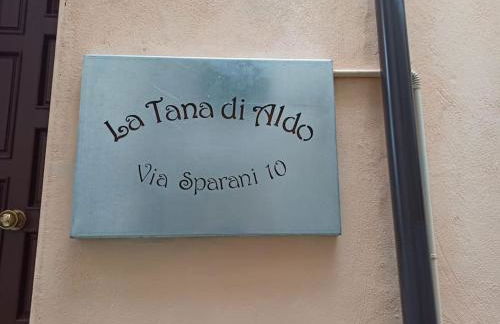 La Tana di Aldo
Via Sparani 10